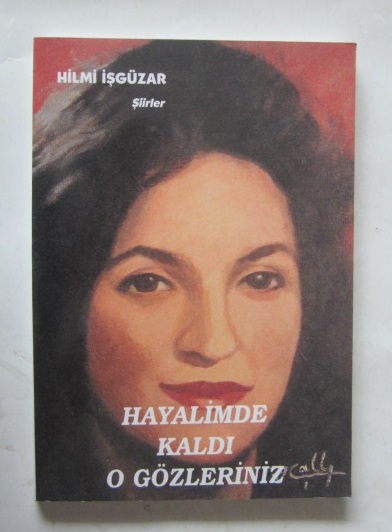 HİLMİ İŞGÜZAR
Şiirler
HAYALİMDE
KALDI
O GÖZLERİNİZ